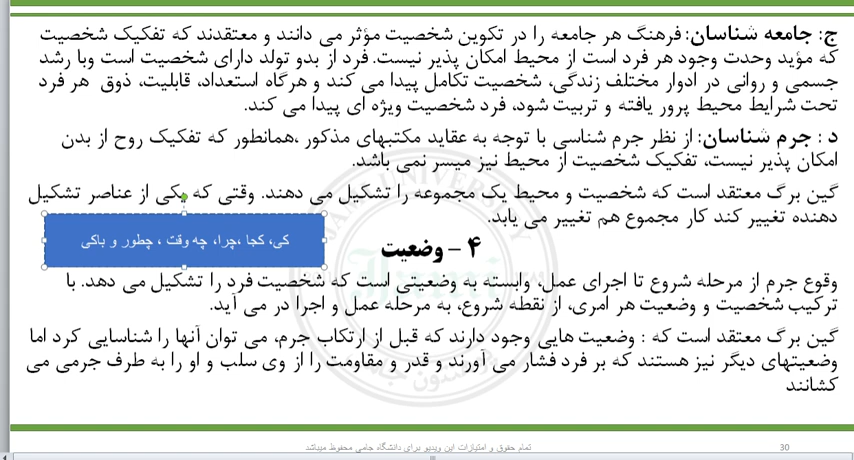 ج: جامعه شناسان: فرهنگ هر جامعه را در تکوین شخصیت مؤثر می دانند و معتقدند که تفکیک شخصیت
که مؤید وحدت وجود هر فرد است از محیط امکان پذیر نیست. فرد از بدو تولد دارای شخصیت است وبا رشد
جسمی و روانی در ادوار مختلف زندگی، شخصیت تکامل پیدا می کند و هرگاه استعداد، قابلیت، ذوق هر فرد
تحت شرایط محیط پرور یافته و تربیت شود، فرد شخصیت ویژه ای پیدا می کند.
د : جرم شناسان: از نظر جرم شناسی با توجه به عقاید مکتبهای مذکور ،همانطور که تفکیک روح از بدن
امکان پذیر نیست، تفکیک شخصیت از محیط نیز میسر نمی باشد.
گین برگ معتقد است که شخصیت و محیط یک مجموعه را تشکیل می دهند. وقتی که یکی از عناصر تشکیل
دهنده تغییر کند کار مجموع هم تغییر می یابد.
کی، کجا ،چرا، چه وقت ، چطور و باکی
۴ – وضعیت
وقوع جرم از مرحله شروع تا اجرای عمل، وابسته به وضعیتی است که شخصیت فرد را تشکیل می دهد. با
ترکیب شخصیت و وضعیت هر امری، از نقطه شروع، به مرحله عمل و اجرا در می آید.
گین برگ معتقد است که : وضعیت هایی وجود دارند که قبل از ارتکاب جرم، می توان آنها را شناسایی کرد اما
وضعیتهای دیگر نیز هستند که بر فرد فشار می آورند و قدر و مقاومت را از وی سلب و او را به طرف جرمی می
کشانند
تمام حقوق و امتیازات این ویدیو برای دانشگاه جامی محفوظ میباشد
30